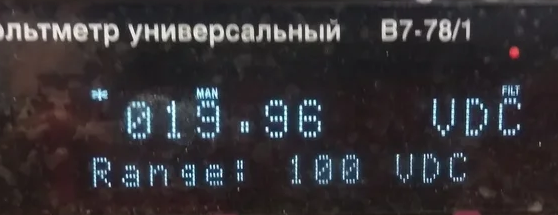 ольтметр универсальный В7-78/1
* MAN FILT
019.96 VDC
Range: 100 VDC